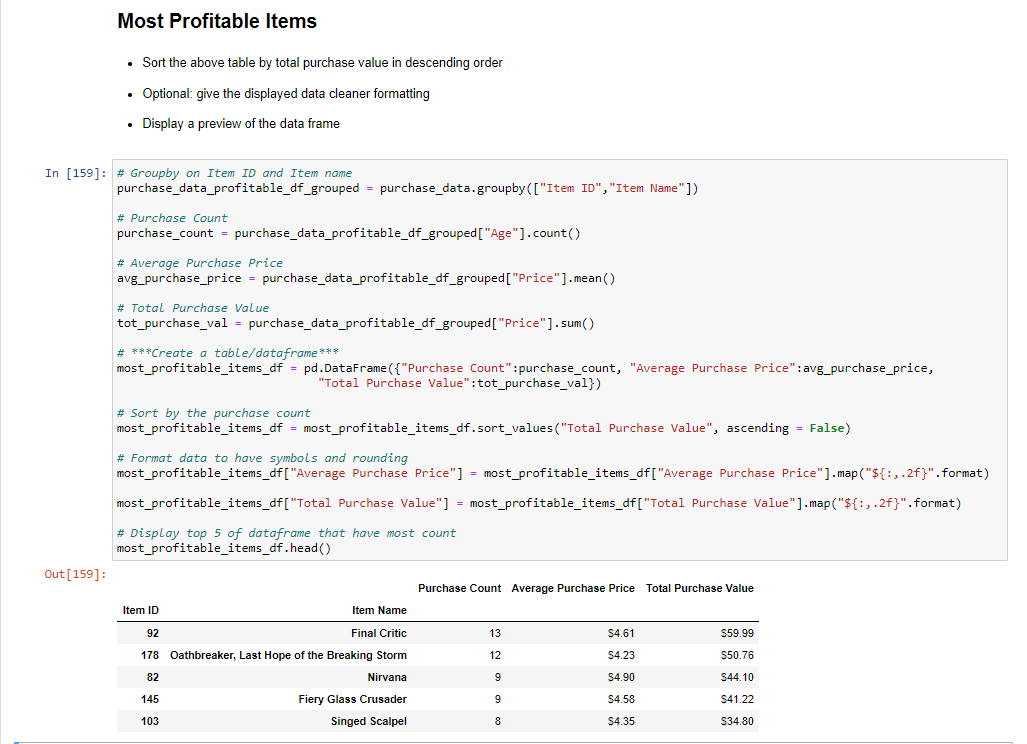 Most Profitable Items
• Sort the above table by total purchase value in descending order
• Optional: give the displayed data cleaner formatting
• Display a preview of the data frame
In [159]: # Groupby on Item ID and Item name
purchase_data_profitable_df_grouped = purchase_data.groupby(["Item ID","Item Name"])
# Purchase Count
purchase_count = purchase_data_profitable_df_grouped["Age"].count()
# Average Purchase Price
avg_purchase_price = purchase_data_profitable_df_grouped["Price"].mean()
# Total Purchase Value
tot_purchase_val = purchase_data_profitable_df_grouped["Price"].sum()
# ***Create a table/dataframe***
most_profitable_items_df = pd.DataFrame({"Purchase Count":purchase_count, "Average Purchase Price":avg_purchase_price,
"Total Purchase Value":tot_purchase_val})
# Sort by the purchase count
most_profitable_items_df = most_profitable_items_df.sort_values("Total Purchase Value", ascending = False)
# Format data to have symbols and rounding
most_profitable_items_df["Average Purchase Price"] = most_profitable_items_df["Average Purchase Price"].map("${:,.2f}".format)
most_profitable_items_df["Total Purchase Value"] = most_profitable_items_df["Total Purchase Value"].map("${:,.2f}".format)
# Display top 5 of dataframe that have most count
most_profitable_items_df.head()
Out[159]:
Purchase Count Average Purchase Price Total Purchase Value
Item ID Item Name
92 Final Critic 13 $4.61 $59.99
178 Oathbreaker, Last Hope of the Breaking Storm 12 $4.23 $50.76
82 Nirvana 9 $4.90 $44.10
145 Fiery Glass Crusader 9 $4.58 $41.22
103 Singed Scalpel 8 $4.35 $34.80